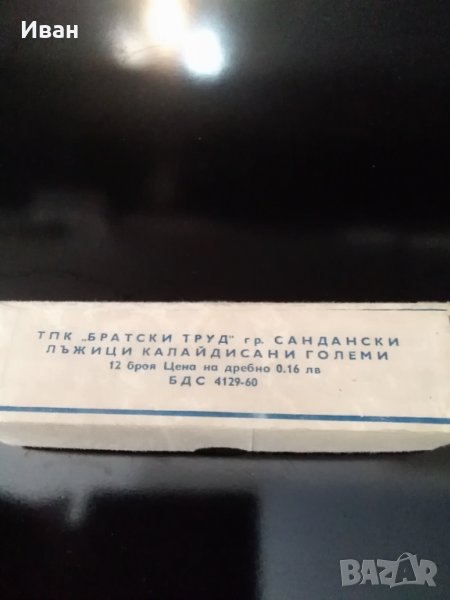 Иван
ТПК „БРАТСКИ ТРУД" гр. САНДАНСКИ
ЛЪЖИЦИ КАЛАЙДИСАНИ ГОЛЕМИ
12 броя Цена на дребно 0.16 лв
БДС 4129-60
BAZAR